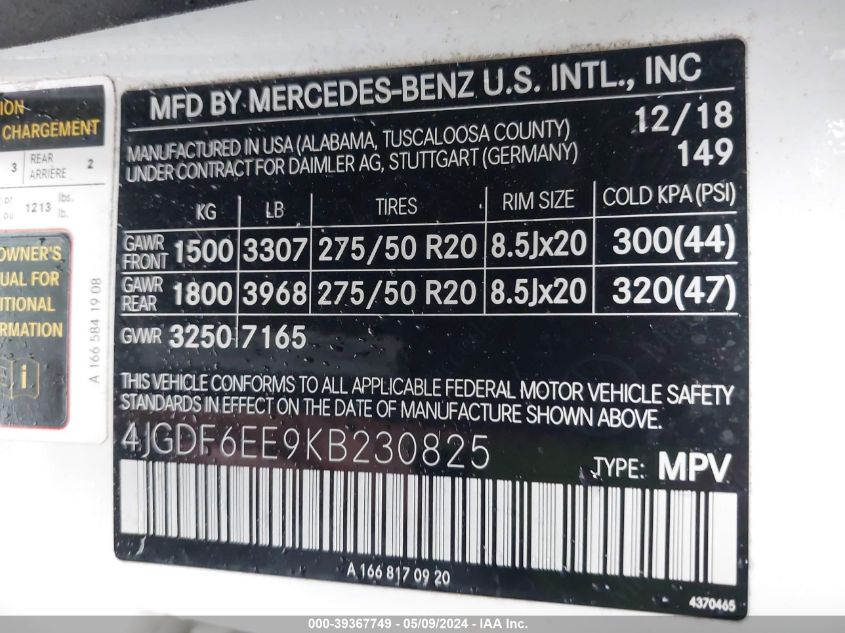 ION
CHARGEMENT
3 REAR ARRIÈRE 2
or ou 1213 lbs. lb.
OWNER'S
UAL FOR
ITIONAL
RMATION
i
A 166 584 19 08
MFD BY MERCEDES-BENZ U.S. INTL., INC
MANUFACTURED IN USA (ALABAMA, TUSCALOOSA COUNTY) 12/18
UNDER CONTRACT FOR DAIMLER AG, STUTTGART (GERMANY) 149
KG LB TIRES RIM SIZE COLD KPA (PSI)
GAWR FRONT 1500 3307 275/50 R20 8.5Jx20 300(44)
GAWR REAR 1800 3968 275/50 R20 8.5Jx20 320(47)
GVWR 3250 7165
THIS VEHICLE CONFORMS TO ALL APPLICABLE FEDERAL MOTOR VEHICLE SAFETY
STANDARDS IN EFFECT ON THE DATE OF MANUFACTURE SHOWN ABOVE.
4JGDF6EE9KB230825
TYPE: MPV
A 166 817 09 20
4370465
000-39367749 - 05/09/2024 - IAA Inc.